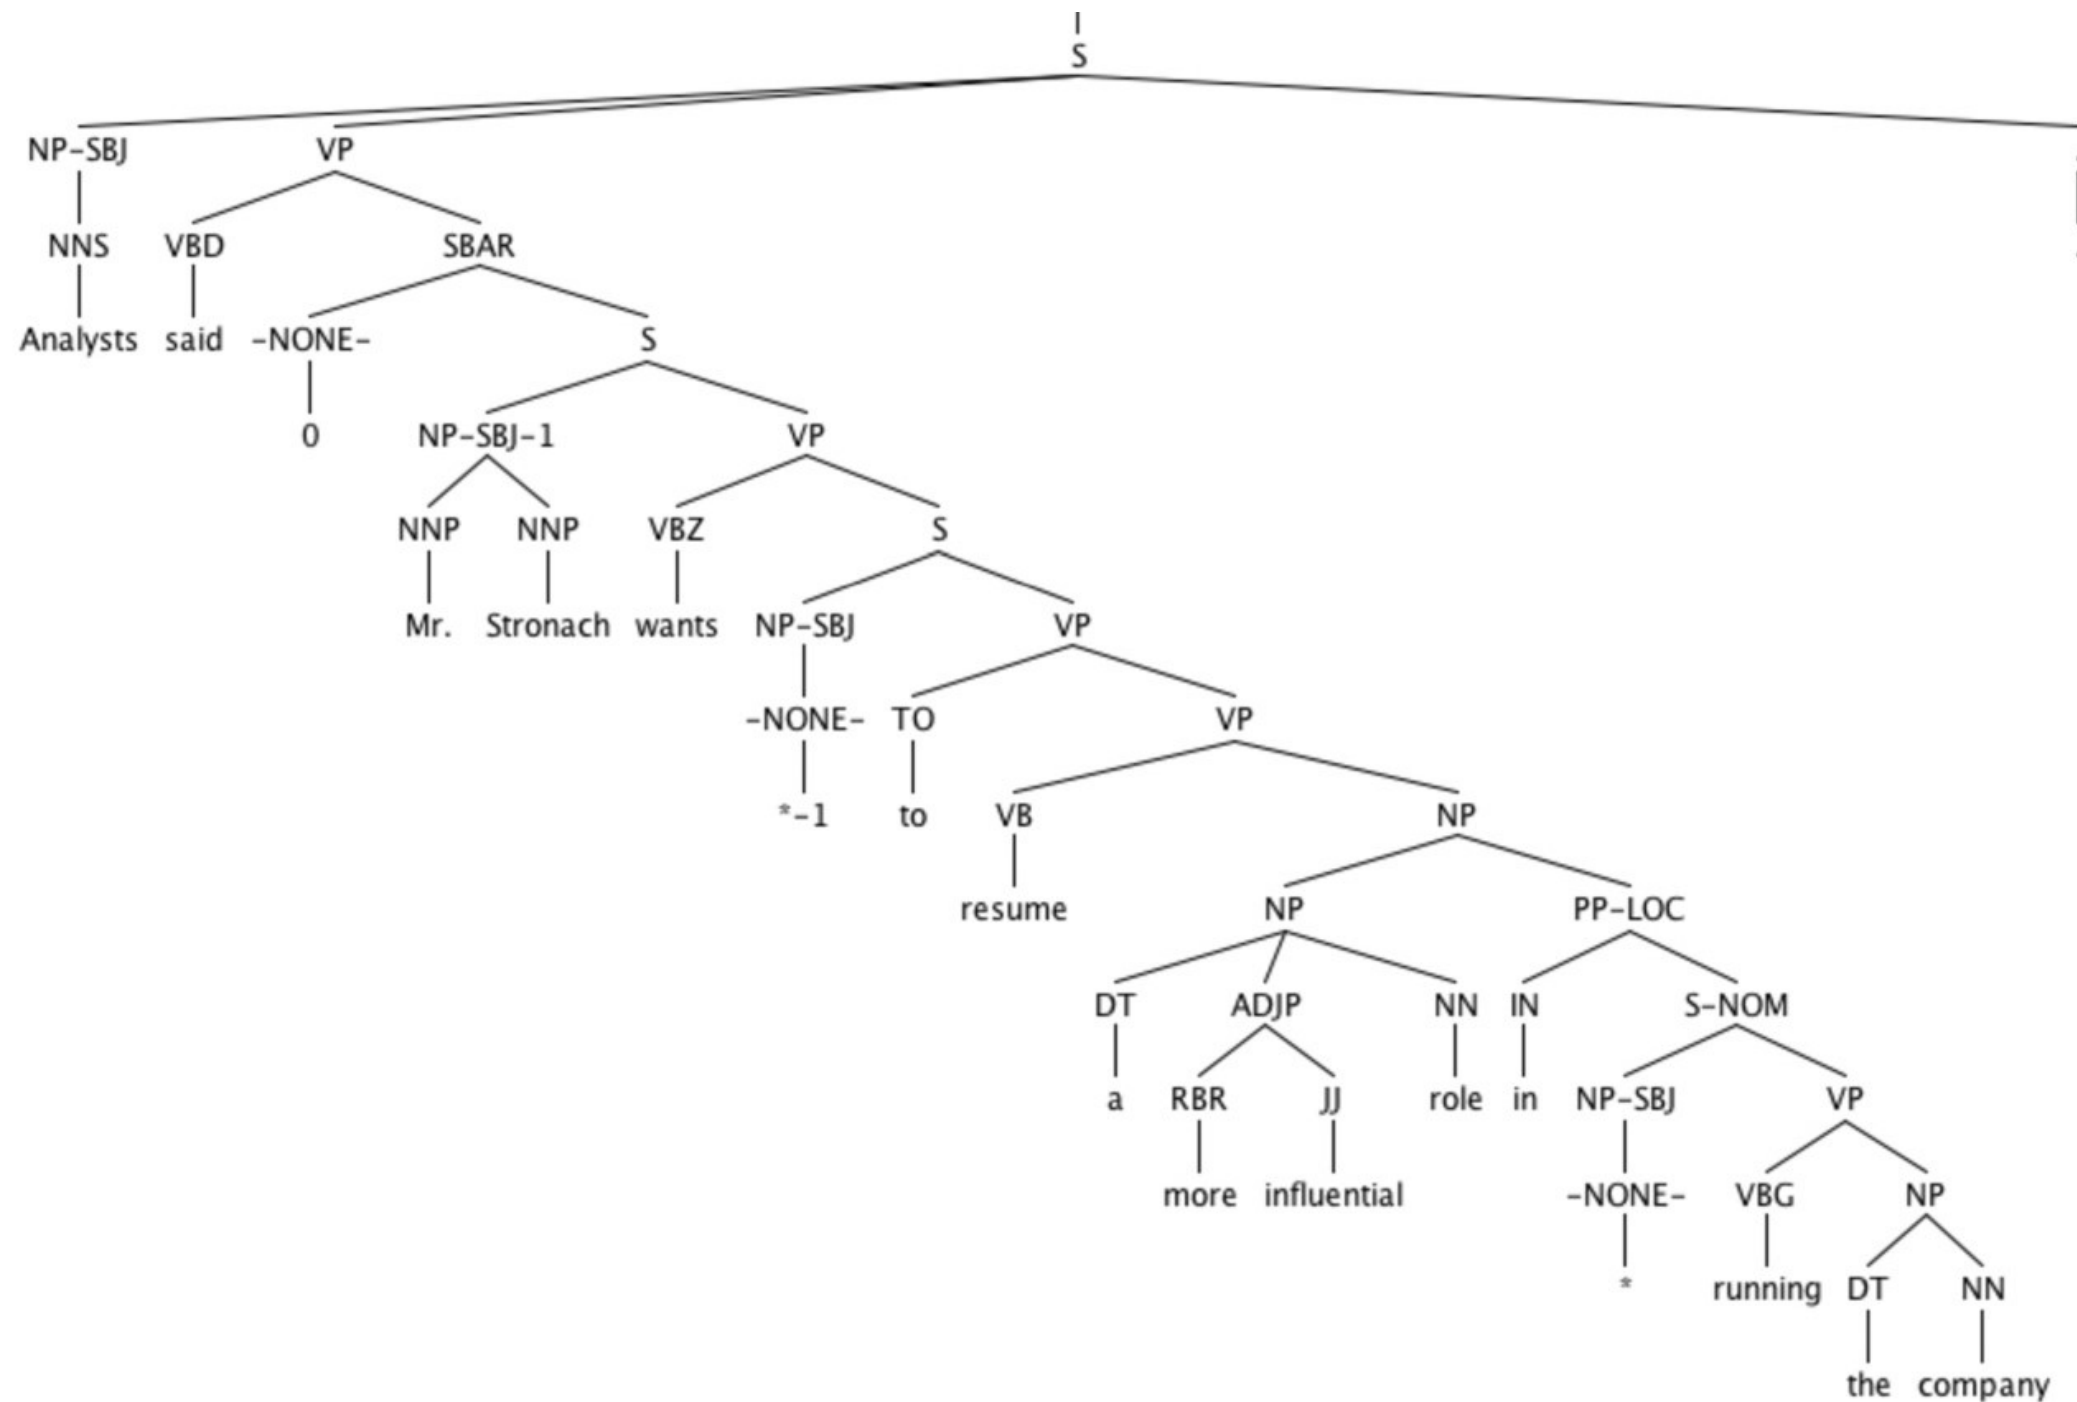 S
NP-SBJ VP
NNS VBD SBAR
Analysts said -NONE- S
0 NP-SBJ-1 VP
NNP NNP VBZ S
Mr. Stronach wants NP-SBJ VP
-NONE- TO VP
*-1 to VB NP
resume NP PP-LOC
DT ADJP NN IN S-NOM
a RBR JJ role in NP-SBJ VP
more influential -NONE- VBG NP
* running DT NN
the company